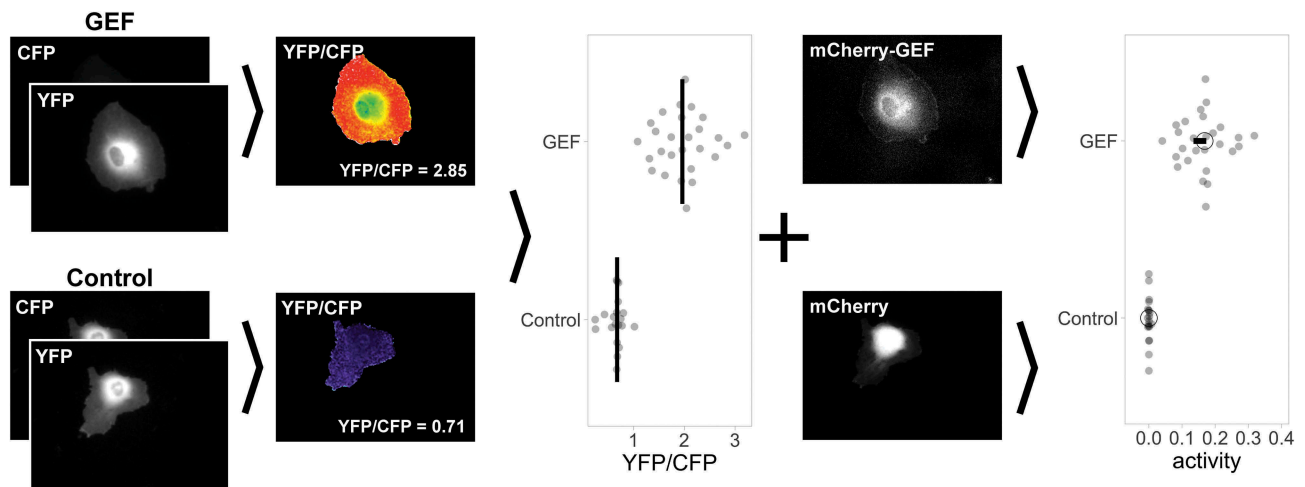 GEF
CFP
YFP
YFP/CFP
YFP/CFP = 2.85
Control
CFP
YFP
YFP/CFP
YFP/CFP = 0.71
GEF
Control
1 2 3
YFP/CFP
mCherry-GEF
mCherry
GEF
Control
0.0 0.1 0.2 0.3 0.4
activity